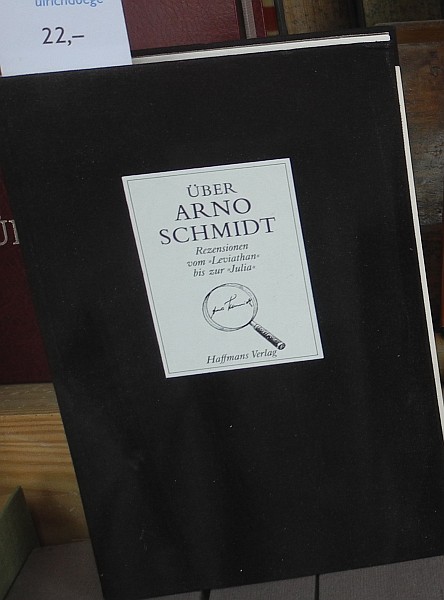 22,–
ÜBER
ARNO
SCHMIDT
Rezensionen
vom »Leviathan«
bis zur »Julia«
Haffmans Verlag